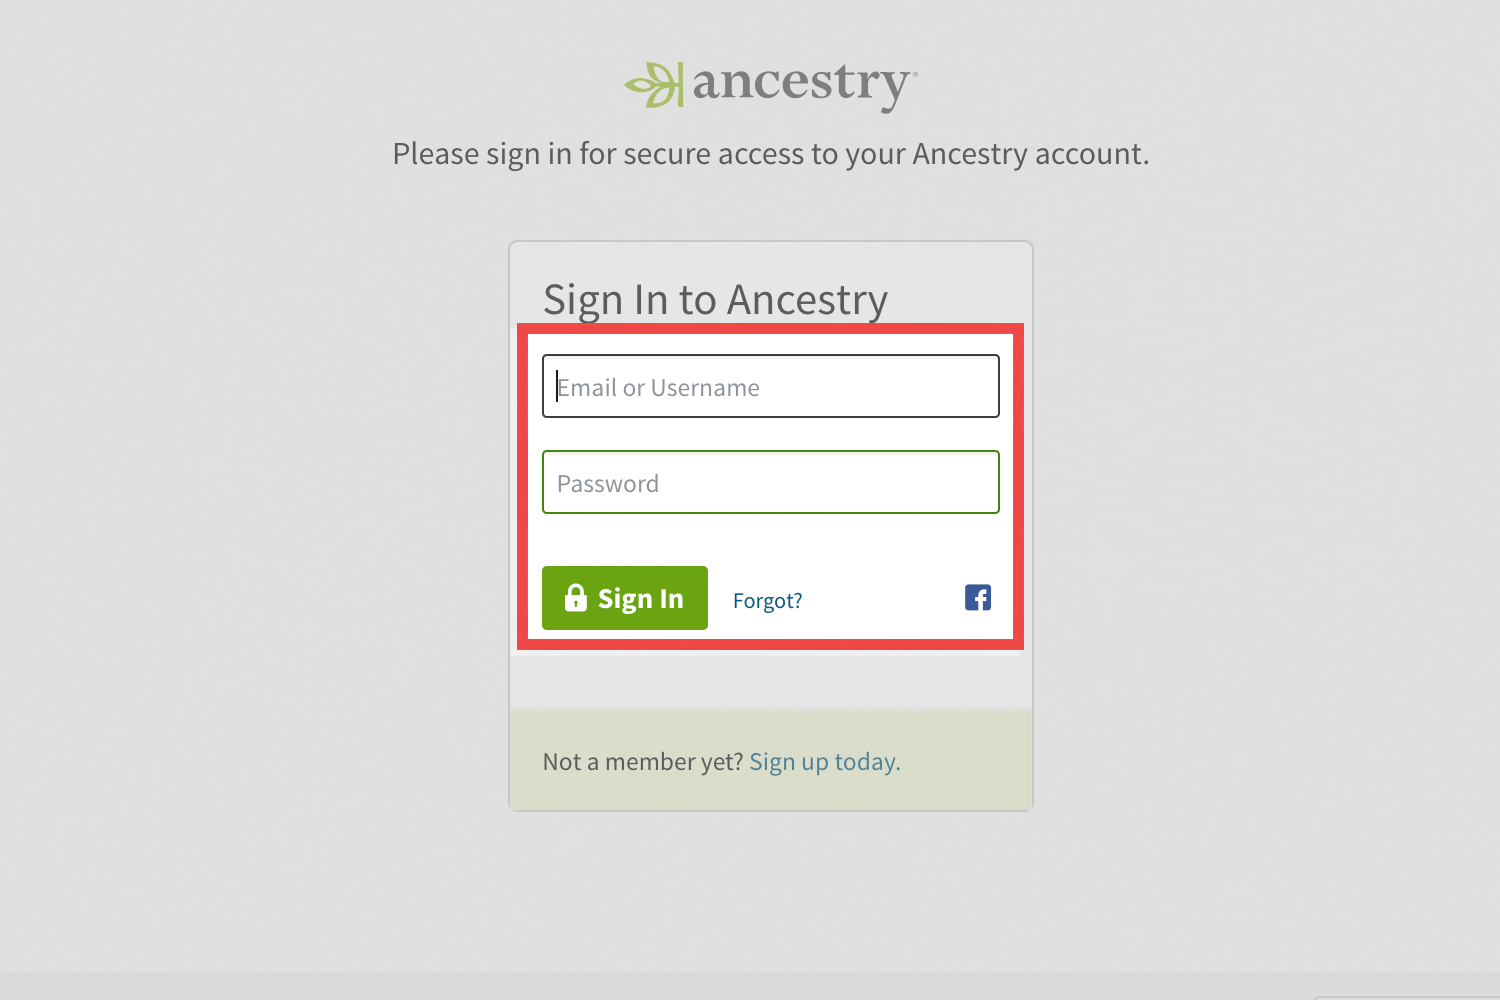 ancestry®
Please sign in for secure access to your Ancestry account.
Sign In to Ancestry
Email or Username
Password
Sign In
Forgot?
Not a member yet? Sign up today.